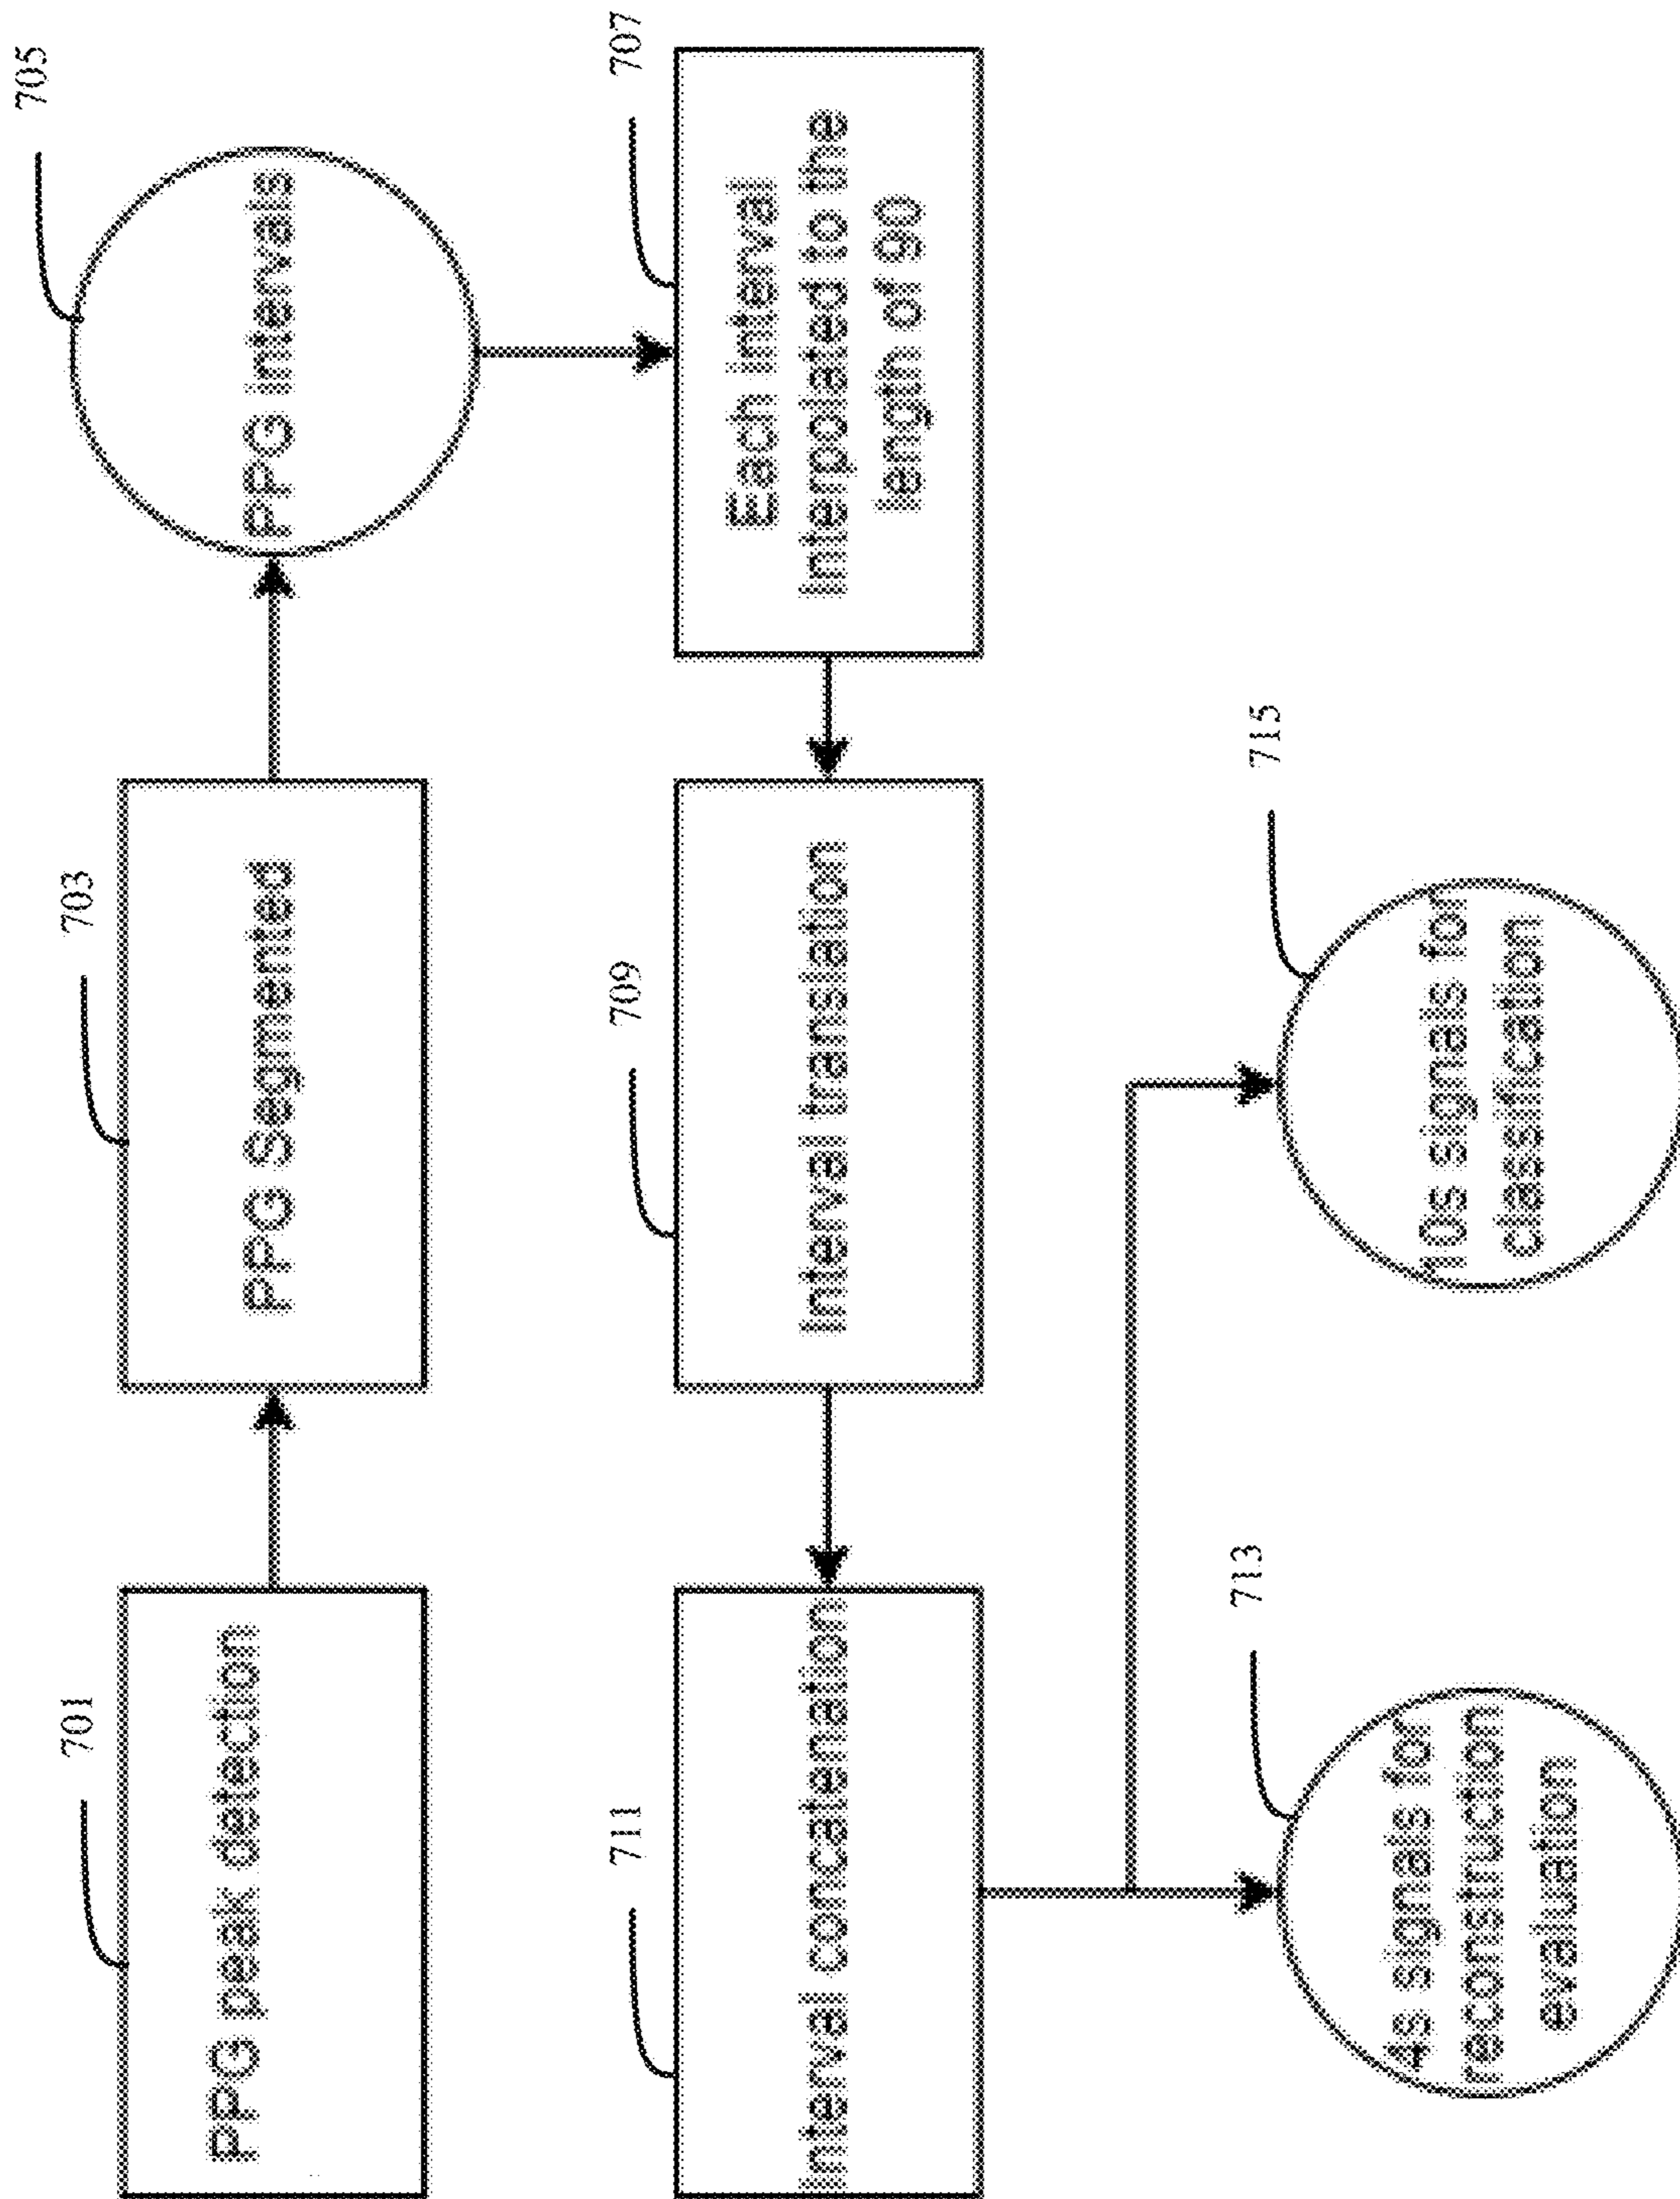 701
PPG peak detection
703
PPG Segmented
705
PPG intervals
707
Each interval
interpolated to the
length of 90
709
Interval translation
711
Interval concatenation
713
4s signals for
reconstruction
evaluation
715
10s signals for
classification